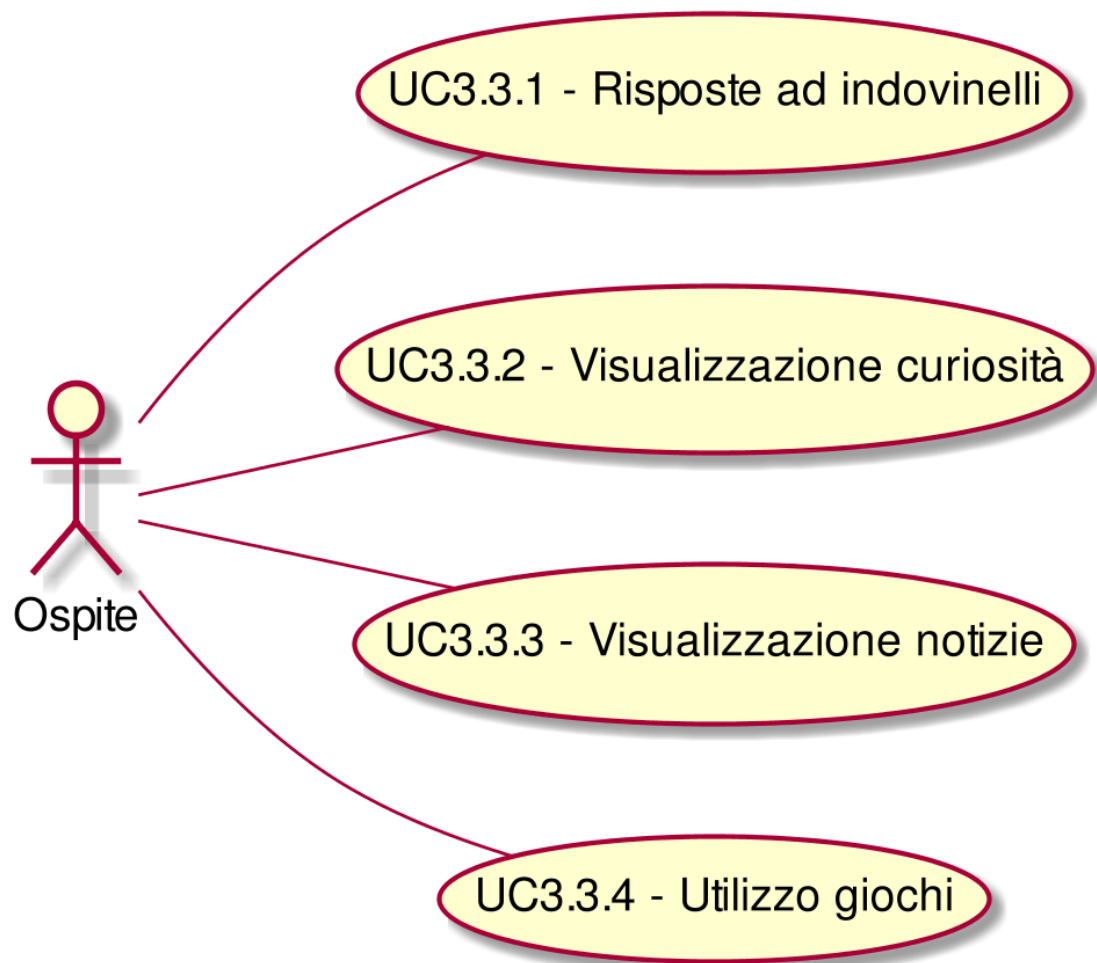 UC3.3.1 - Risposte ad indovinelli
UC3.3.2 - Visualizzazione curiosità
Ospite
UC3.3.3 - Visualizzazione notizie
UC3.3.4 - Utilizzo giochi